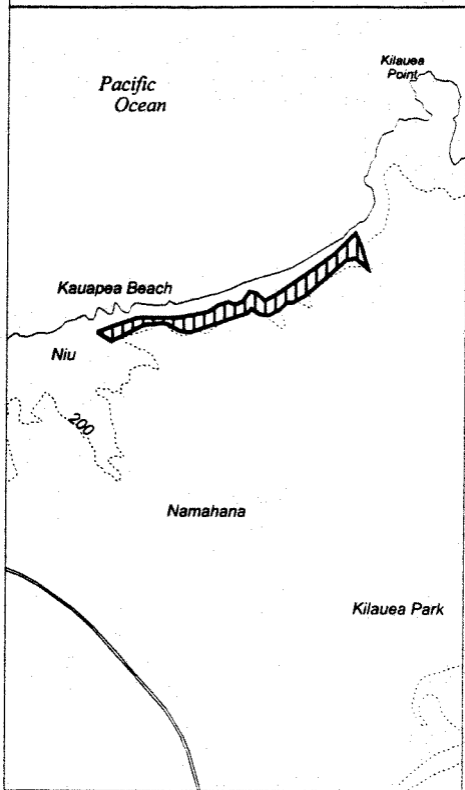 Kilauea
Point
Pacific
Ocean
Kauapea Beach
Niu
200
Namahana
Kilauea Park